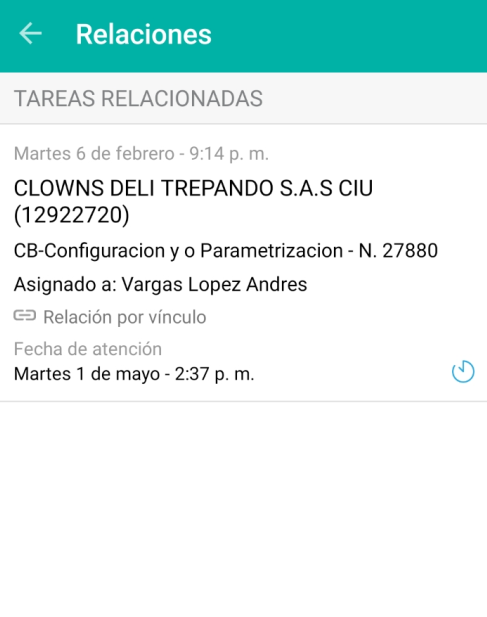 Relaciones
TAREAS RELACIONADAS
Martes 6 de febrero - 9:14 p. m.
CLOWNS DELI TREPANDO S.A.S CIU
(12922720)
CB-Configuracion y o Parametrizacion - N. 27880
Asignado a: Vargas Lopez Andres
Relación por vínculo
Fecha de atención
Martes 1 de mayo - 2:37 p. m.